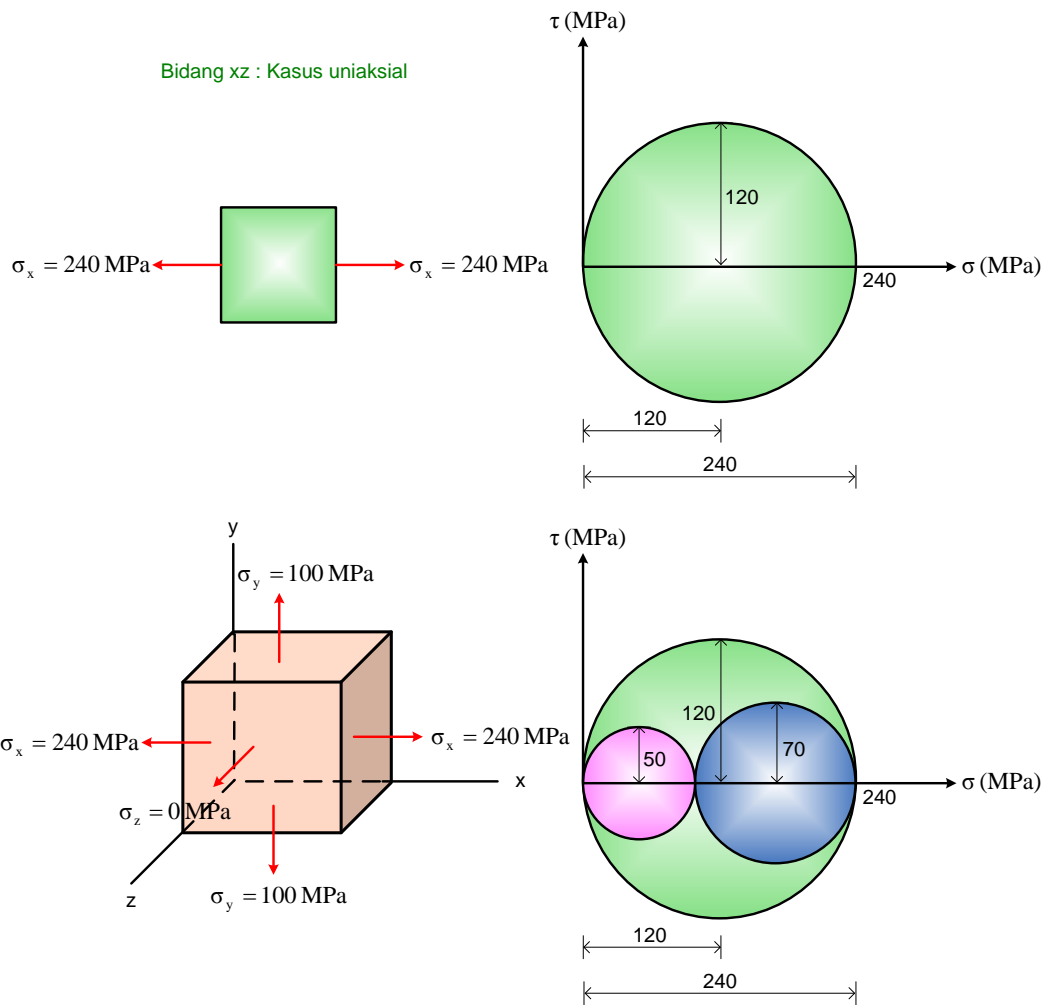 τ (MPa)
Bidang xz : Kasus uniaksial
120
σx = 240 MPa
σx = 240 MPa
σ (MPa)
240
120
240
y
τ (MPa)
σy = 100 MPa
120
70
50
σx = 240 MPa
σx = 240 MPa
x
σ (MPa)
240
σz = 0 MPa
z
σy = 100 MPa
120
240